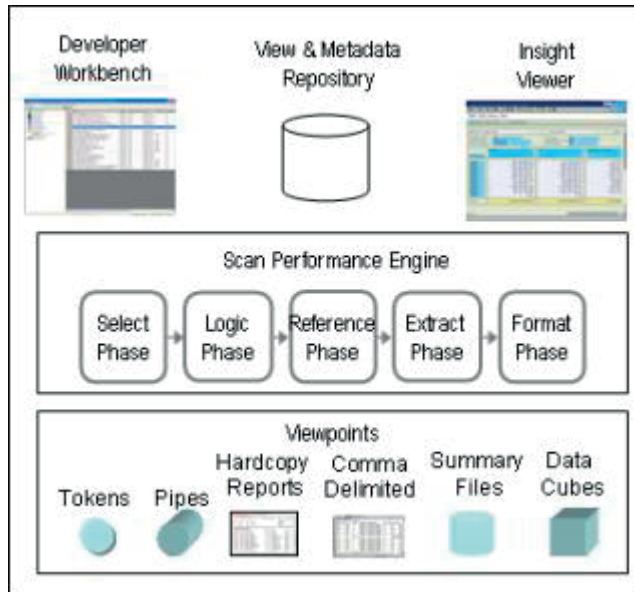 Developer
Workbench
View & Metadata
Repository
Insight
Viewer
Scan Performance Engine
Select
Phase
Logic
Phase
Reference
Phase
Extract
Phase
Format
Phase
Viewpoints
Tokens
Pipes
Hardcopy
Reports
Comma
Delimited
Summary
Files
Data
Cubes